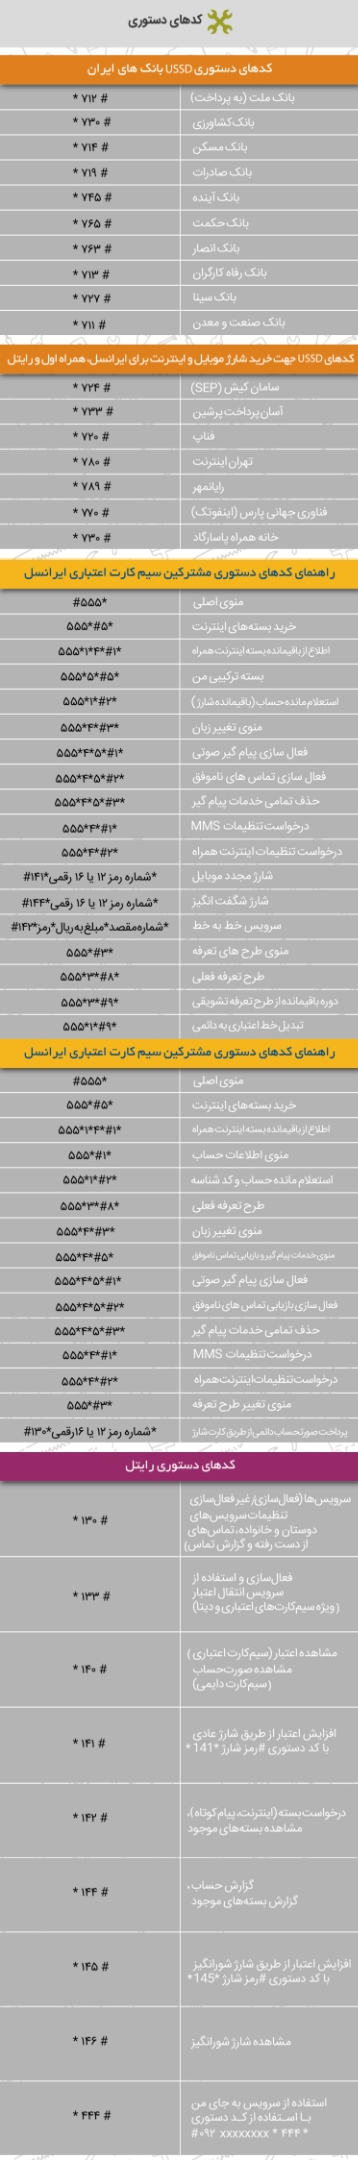 کدهای دستوری
کدهای دستوری USSD بانک های ایران
بانک ملت (به پرداخت) * ۷۱۲ #
بانک کشاورزی * ۷۳۰ #
بانک مسکن * ۷۱۴ #
بانک صادرات * ۷۱۹ #
بانک آینده * ۷۴۵ #
بانک حکمت * ۷۶۵ #
بانک انصار * ۷۶۳ #
بانک رفاه کارگران * ۷۱۳ #
بانک سینا * ۷۲۷ #
بانک صنعت و معدن * ۷۱۱ #
کدهای USSD جهت خرید شارژ موبایل و اینترنت برای ایرانسل، همراه اول و رایتل
سامان کیش (SEP) * ۷۲۴ #
آسان پرداخت پرشین * ۷۳۳ #
فناپ * ۷۲۰ #
تهران اینترنت * ۷۸۰ #
رایانمهر * ۷۸۹ #
فناوری جهانی پارس (اینفوتک) * ۷۷۰ #
خانه همراه پاسارگاد * ۷۳۰ #
راهنمای کدهای دستوری مشترکین سیم کارت اعتباری ایرانسل
منوی اصلی *۵۵۵#
خرید بسته‌های اینترنت *۵#*۵۵۵
اطلاع از باقیمانده بسته اینترنت همراه *۱#*۴*۱*۵۵۵
بسته ترکیبی من *۵#*۵*۵۵۵
استعلام مانده حساب (باقیمانده شارژ) *۲#*۱*۵۵۵
منوی تغییر زبان *۳#*۴*۵۵۵
فعال سازی پیام گیر صوتی *۱#*۵*۴*۵۵۵
فعال سازی تماس های ناموفق *۲#*۵*۴*۵۵۵
حذف تمامی خدمات پیام گیر *۳#*۵*۴*۵۵۵
درخواست تنظیمات MMS *۱#*۴*۵۵۵
درخواست تنظیمات اینترنت همراه *۲#*۴*۵۵۵
شارژ مجدد موبایل *شماره رمز ۱۲ یا ۱۶ رقمی*۱۴۱#
شارژ شگفت انگیز *شماره رمز ۱۲ یا ۱۶ رقمی*۱۴۴#
سرویس خط به خط *شماره‌مقصد*مبلغ‌به‌ریال*رمز*۱۴۲#
منوی طرح های تعرفه *۳#*۵۵۵
طرح تعرفه فعلی *۸#*۳*۵۵۵
دوره باقیمانده از طرح تعرفه تشویقی *۹#*۳*۵۵۵
تبدیل خط اعتباری به دائمی *۹#*۱*۵۵۵
راهنمای کدهای دستوری مشترکین سیم کارت اعتباری ایرانسل
منوی اصلی *۵۵۵#
خرید بسته‌های اینترنت *۵#*۵۵۵
اطلاع از باقیمانده بسته اینترنت همراه *۱#*۴*۱*۵۵۵
منوی اطلاعات حساب *۱#*۵۵۵
استعلام مانده حساب و کد شناسه *۲#*۱*۵۵۵
طرح تعرفه فعلی *۸#*۳*۵۵۵
منوی تغییر زبان *۳#*۴*۵۵۵
منوی خدمات پیام گیر و بازیابی تماس ناموفق *۵#*۴*۵۵۵
فعال سازی پیام گیر صوتی *۱#*۵*۴*۵۵۵
فعال سازی بازیابی تماس های ناموفق *۲#*۵*۴*۵۵۵
حذف تمامی خدمات پیام گیر *۳#*۵*۴*۵۵۵
درخواست تنظیمات MMS *۱#*۴*۵۵۵
درخواست تنظیمات اینترنت همراه *۲#*۴*۵۵۵
منوی تغییر طرح تعرفه *۳#*۵۵۵
پرداخت صورتحساب دائمی از طریق کارت شارژ *شماره رمز ۱۲ یا ۱۶ رقمی*۱۳۰#
کدهای دستوری رایتل
سرویس‌ها (فعال‌سازی/غیر فعال‌سازی
تنظیمات سرویس‌های
دوستان و خانواده، تماس‌های
از دست رفته و گزارش تماس)
* ۱۳۰ #
فعال‌سازی و استفاده از
سرویس انتقال اعتبار
(ویژه سیم‌کارت‌های اعتباری و دیتا)
* ۱۳۳ #
مشاهده اعتبار (سیم‌کارت اعتباری)
مشاهده صورت‌حساب
(سیم‌کارت دایمی)
* ۱۴۰ #
افزایش اعتبار از طریق شارژ عادی
با کد دستوری #رمز شارژ *141*
* ۱۴۱ #
درخواست بسته (اینترنت، پیام کوتاه)،
مشاهده بسته‌های موجود
* ۱۴۲ #
گزارش حساب،
گزارش بسته‌های موجود
* ۱۴۴ #
افزایش اعتبار از طریق شارژ شورانگیز
با کد دستوری #رمز شارژ *145*
* ۱۴۵ #
مشاهده شارژ شورانگیز
* ۱۴۶ #
استفاده از سرویس به جای من
با استفاده از کد دستوری
#۰۹۲ xxxxxxxx * ۴۴۴ *
* ۴۴۴ #